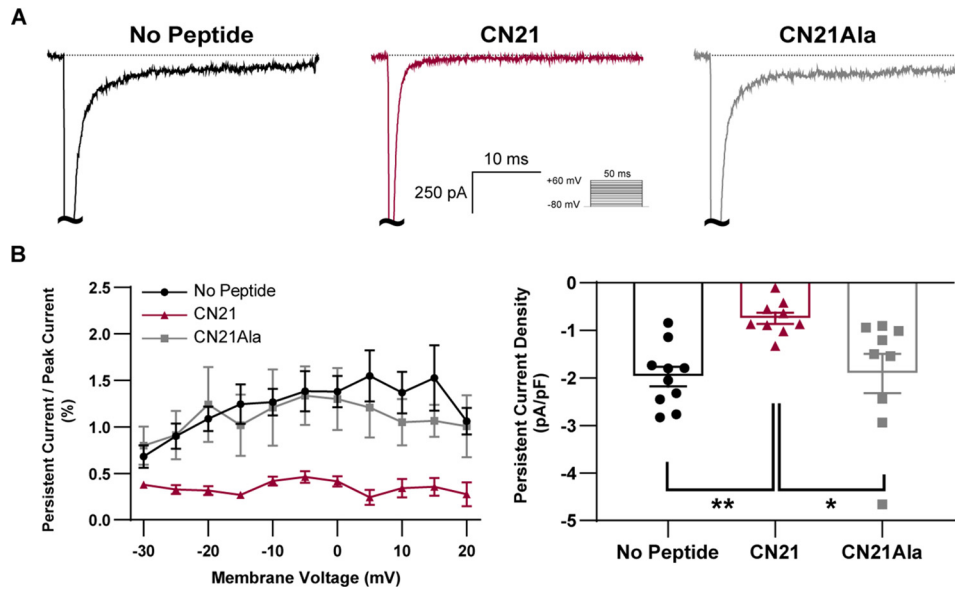 A
No Peptide
CN21
CN21Ala
10 ms
250 pA
50 ms
+60 mV
-80 mV
B
Persistent Current / Peak Current
(%)
2.5
2.0
1.5
1.0
0.5
0.0
No Peptide
CN21
CN21Ala
-30
-20
-10
0
10
20
Membrane Voltage (mV)
Persistent Current Density
(pA/pF)
0
-1
-2
-3
-4
-5
**
*
No Peptide
CN21
CN21Ala